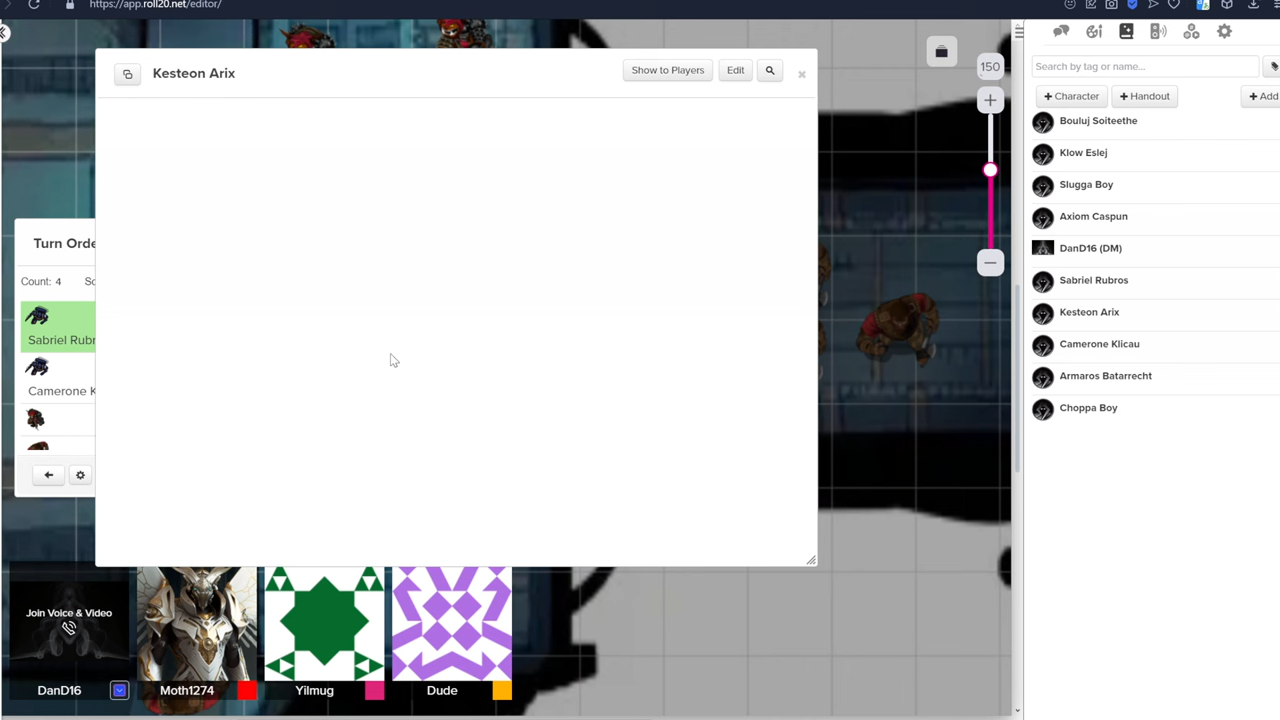 https://app.roll20.net/editor/
Kesteon Arix
Show to Players
Edit
150
Turn Orde
Count: 4
So
Sabriel Rubr
Camerone K
Join Voice & Video
DanD16
Moth1274
Yilmug
Dude
Search by tag or name...
+ Character
+ Handout
+ Add
Bouluj Soiteethe
Klow Eslej
Slugga Boy
Axiom Caspun
DanD16 (DM)
Sabriel Rubros
Kesteon Arix
Camerone Klicau
Armaros Batarrecht
Choppa Boy